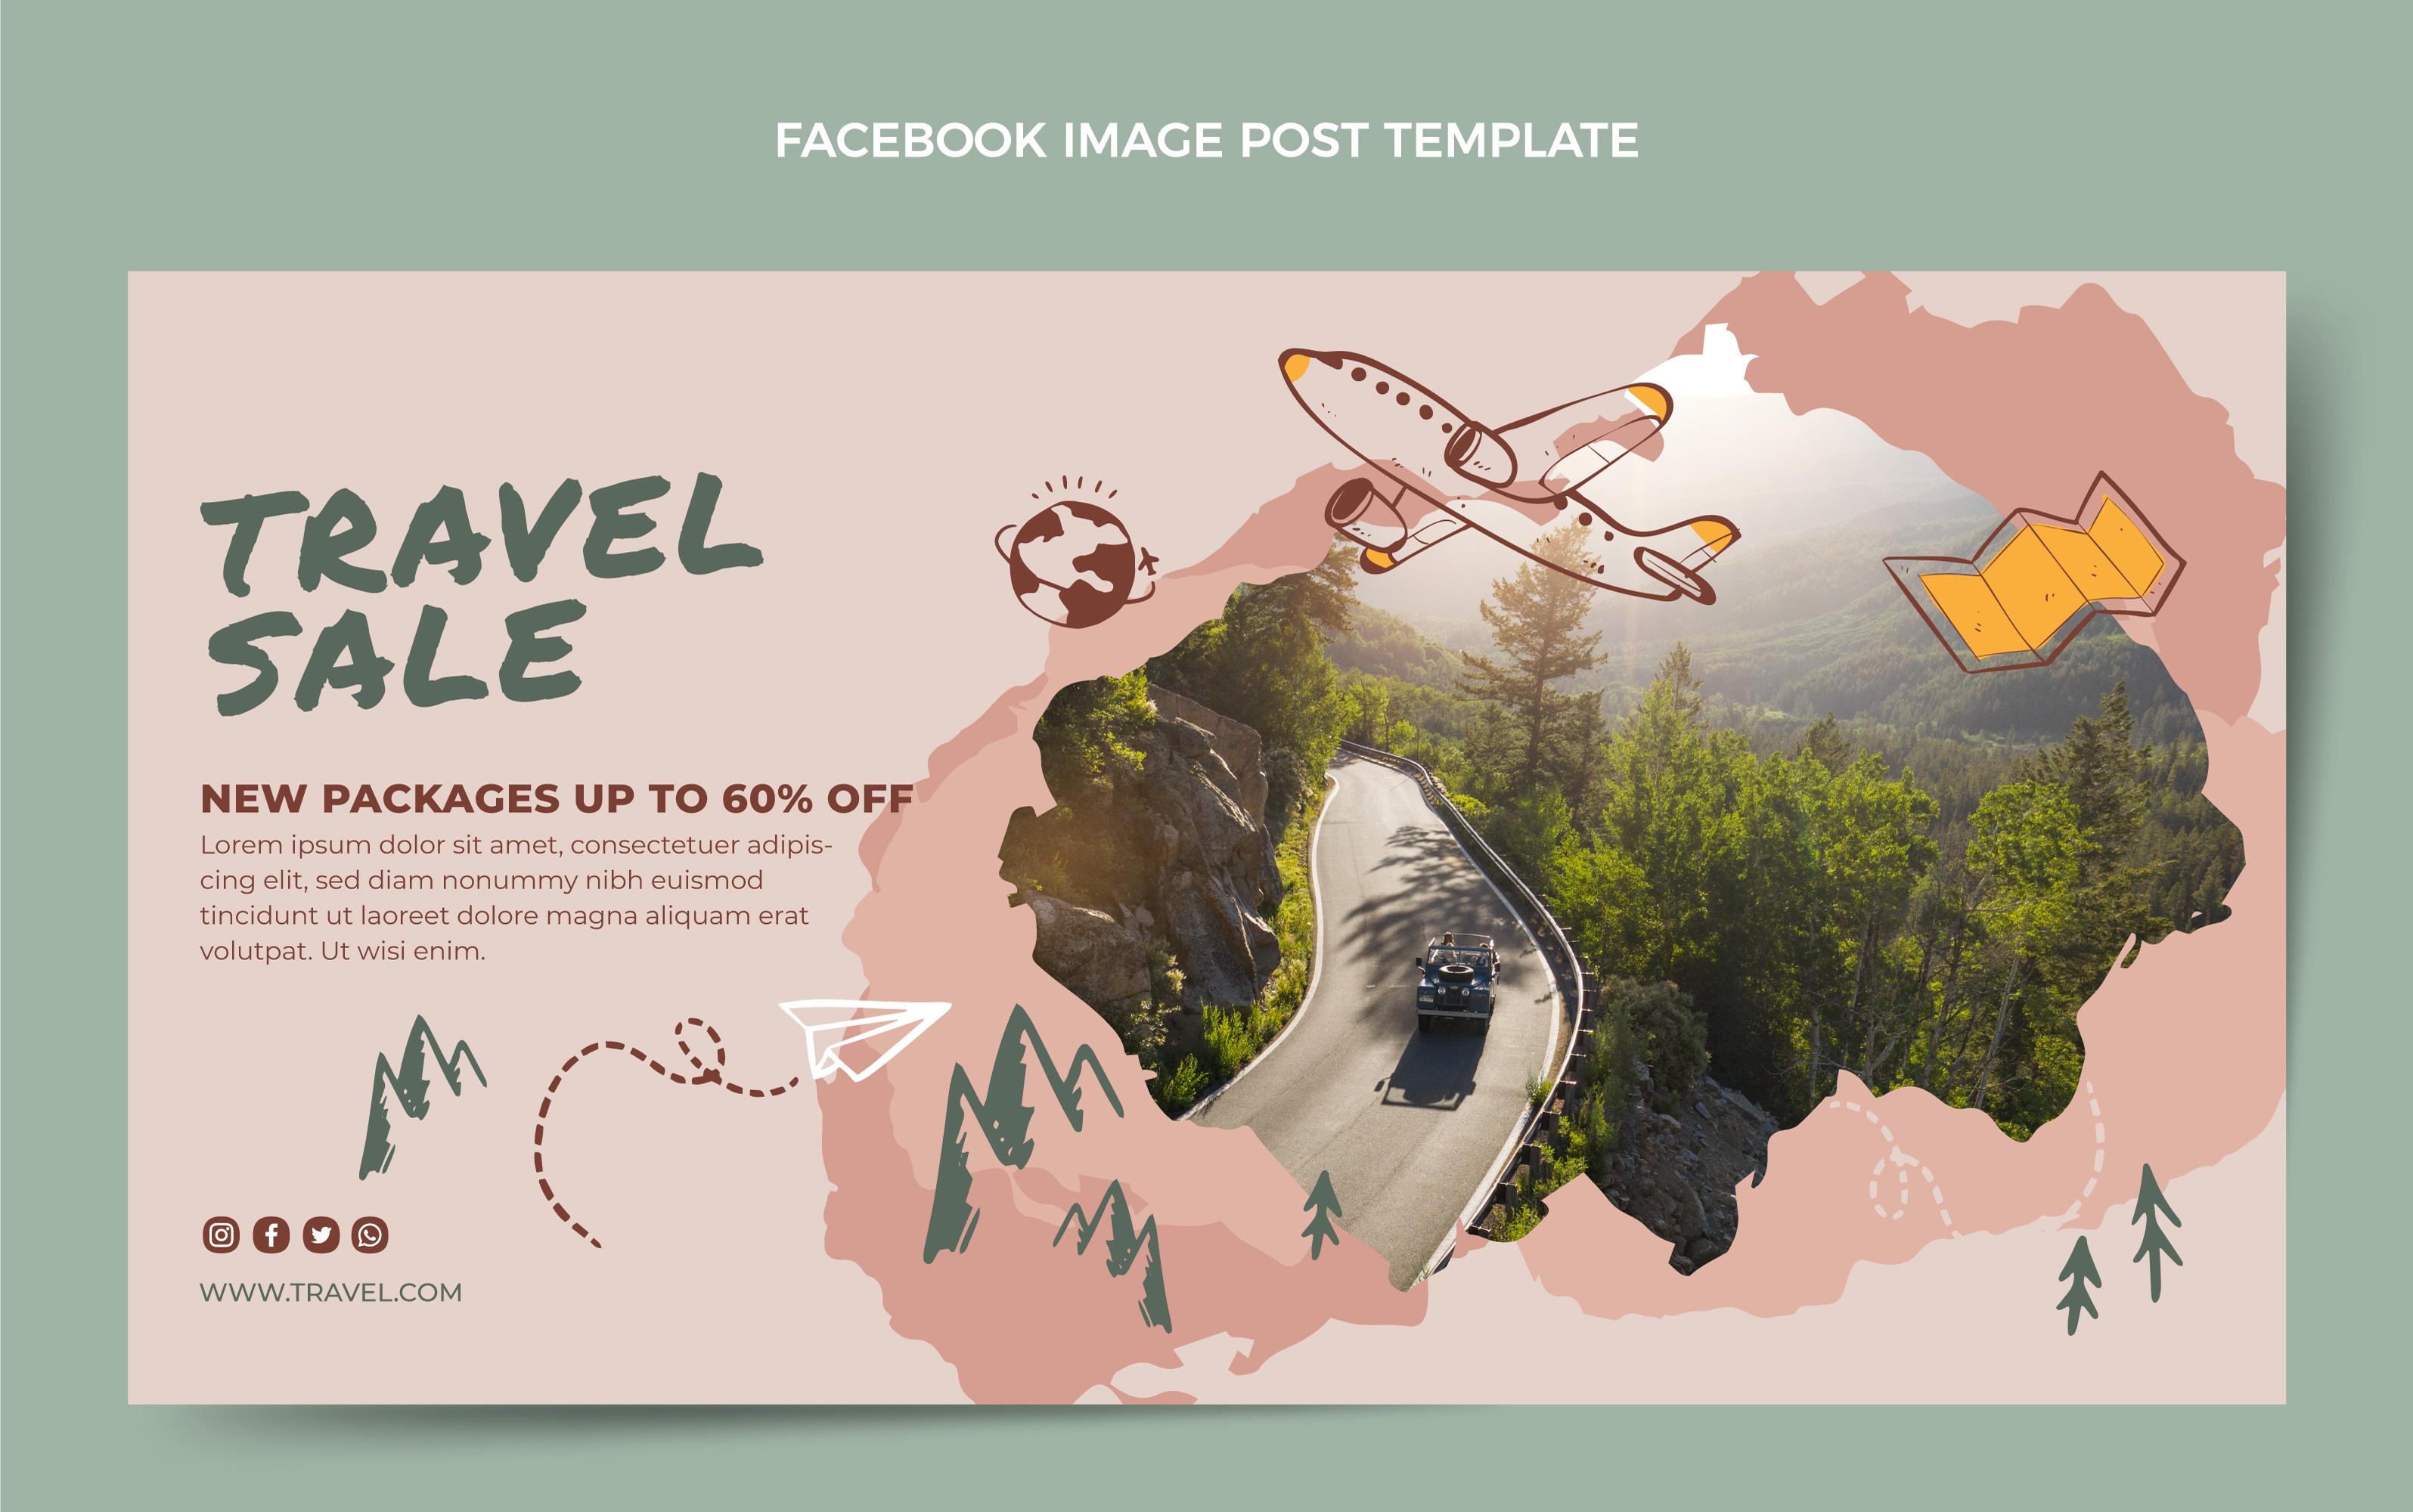 FACEBOOK IMAGE POST TEMPLATE
TRAVEL
SALE
NEW PACKAGES UP TO 60% OFF
Lorem ipsum dolor sit amet, consectetuer adipis-
cing elit, sed diam nonummy nibh euismod
tincidunt ut laoreet dolore magna aliquam erat
volutpat. Ut wisi enim.
WWW.TRAVEL.COM